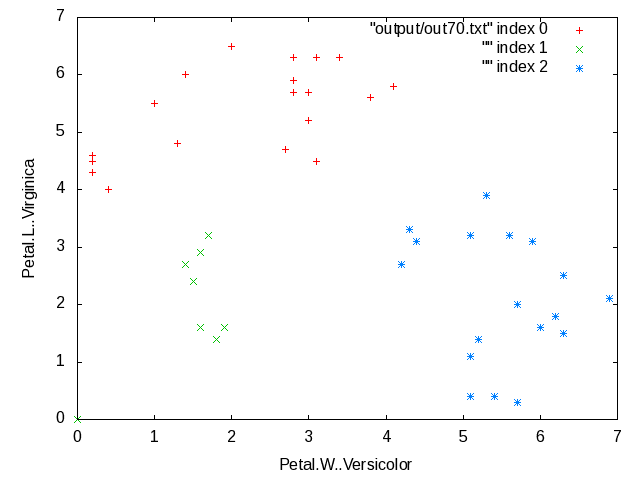 "output/out70.txt" index 0
"" index 1
"" index 2
7
6
5
4
3
2
1
0
Petal.L..Virginica
0 1 2 3 4 5 6 7
Petal.W..Versicolor